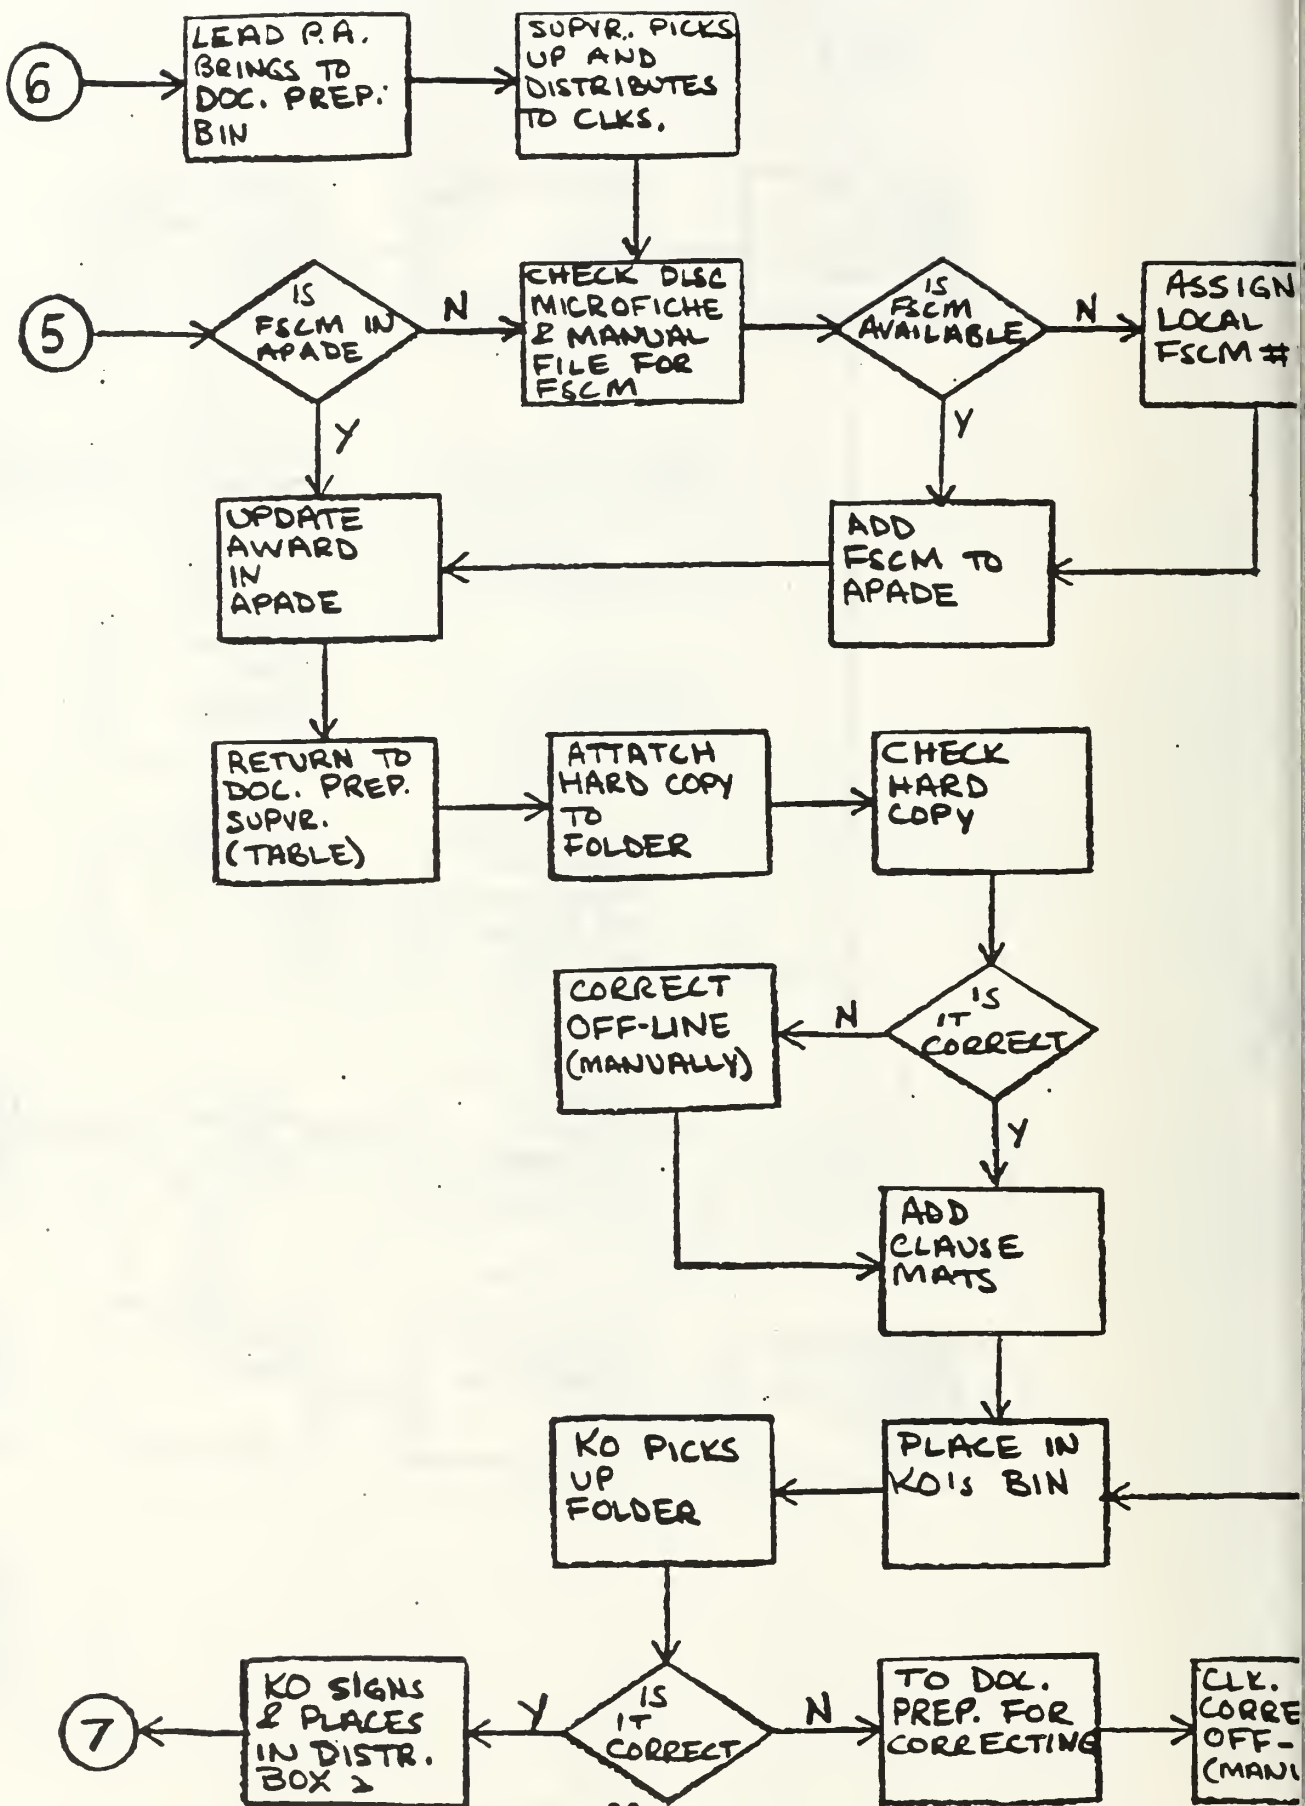 6
LEAD P.A.
BRINGS TO
DOC. PREP.
BIN
SUPVR. PICKS
UP AND
DISTRIBUTES
TO CLKS.
5
IS
FSCM IN
APADE
N
Y
CHECK DLSC
MICROFICHE
& MANUAL
FILE FOR
FSCM
IS
FSCM
AVAILABLE
N
Y
ASSIGN
LOCAL
FSCM #
UPDATE
AWARD
IN
APADE
ADD
FSCM TO
APADE
RETURN TO
DOC. PREP.
SUPVR.
(TABLE)
ATTATCH
HARD COPY
TO
FOLDER
CHECK
HARD
COPY
CORRECT
OFF-LINE
(MANUALLY)
N
IS
IT
CORRECT
Y
ADD
CLAUSE
MATS
KO PICKS
UP
FOLDER
PLACE IN
KO's BIN
7
KO SIGNS
& PLACES
IN DISTR.
BOX
Y
IS
IT
CORRECT
N
TO DOC.
PREP. FOR
CORRECTING
CLK.
CORRE
OFF-
(MANU